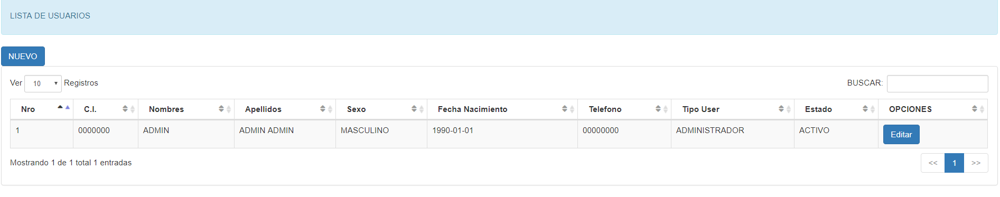 LISTA DE USUARIOS
NUEVO
Ver 10 Registros BUSCAR:
Nro C.I. Nombres Apellidos Sexo Fecha Nacimiento Telefono Tipo User Estado OPCIONES
1 0000000 ADMIN ADMIN ADMIN MASCULINO 1990-01-01 00000000 ADMINISTRADOR ACTIVO Editar
Mostrando 1 de 1 total 1 entradas << 1 >>